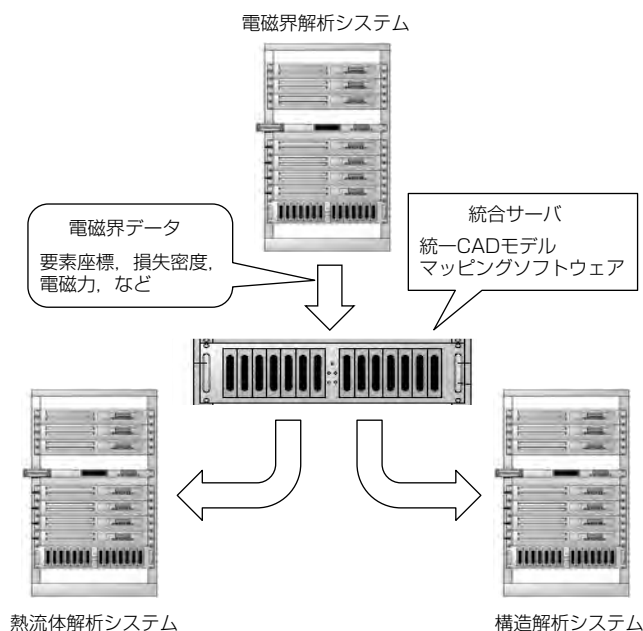 電磁界解析システム
電磁界データ
要素座標，損失密度，
電磁力，など
統合サーバ
統一CADモデル
マッピングソフトウェア
熱流体解析システム
構造解析システム